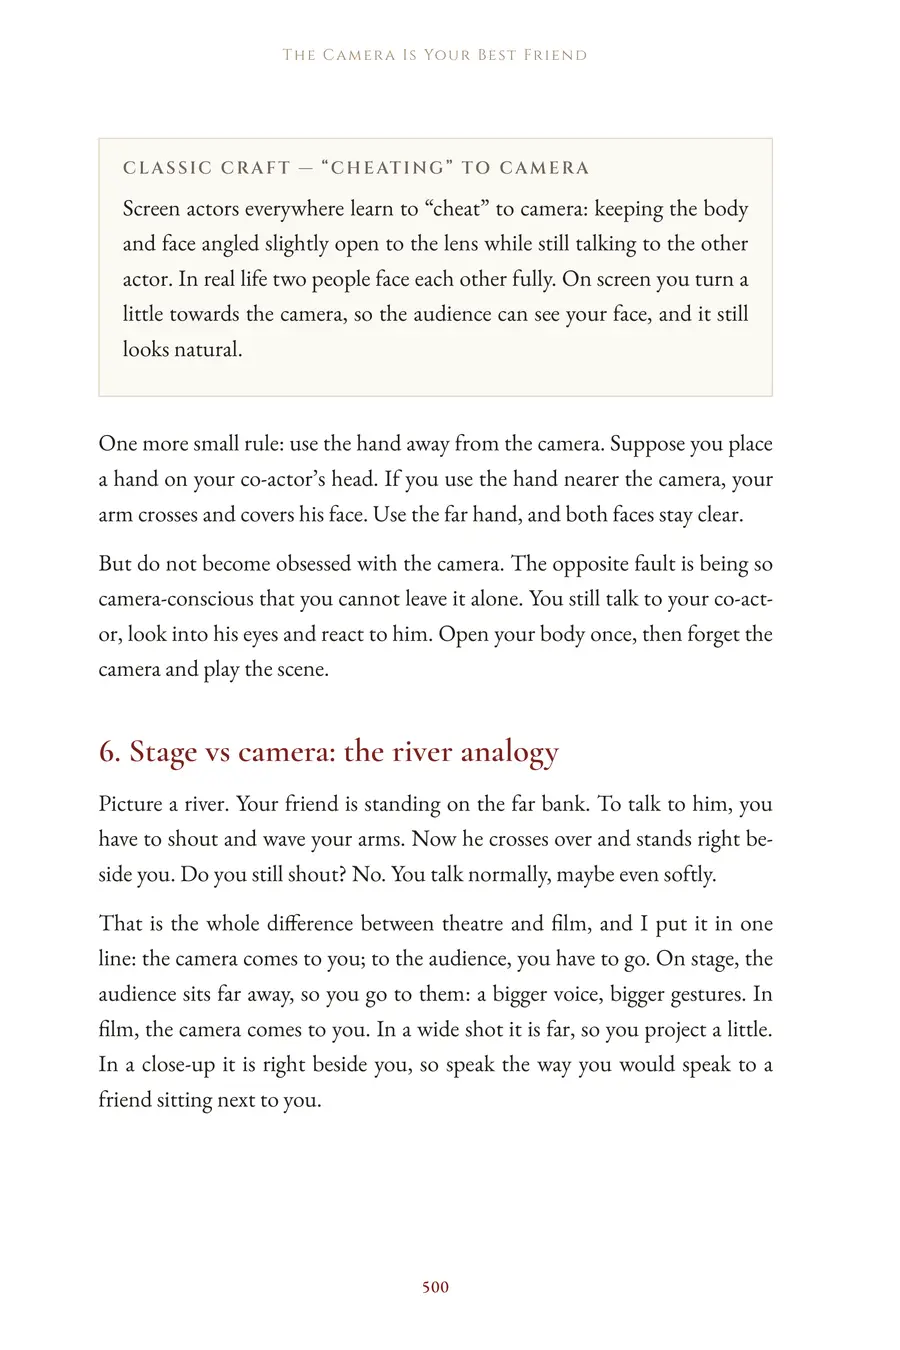 The Camera Is Your Best Friend
CLASSIC CRAFT — “CHEATING” TO CAMERA
Screen actors everywhere learn to “cheat” to camera: keeping the body
and face angled slightly open to the lens while still talking to the other
actor. In real life two people face each other fully. On screen you turn a
little towards the camera, so the audience can see your face, and it still
looks natural.
One more small rule: use the hand away from the camera. Suppose you place
a hand on your co-actor’s head. If you use the hand nearer the camera, your
arm crosses and covers his face. Use the far hand, and both faces stay clear.
But do not become obsessed with the camera. The opposite fault is being so
camera-conscious that you cannot leave it alone. You still talk to your co-act-
or, look into his eyes and react to him. Open your body once, then forget the
camera and play the scene.
6. Stage vs camera: the river analogy
Picture a river. Your friend is standing on the far bank. To talk to him, you
have to shout and wave your arms. Now he crosses over and stands right be-
side you. Do you still shout? No. You talk normally, maybe even softly.
That is the whole difference between theatre and film, and I put it in one
line: the camera comes to you; to the audience, you have to go. On stage, the
audience sits far away, so you go to them: a bigger voice, bigger gestures. In
film, the camera comes to you. In a wide shot it is far, so you project a little.
In a close-up it is right beside you, so speak the way you would speak to a
friend sitting next to you.
500